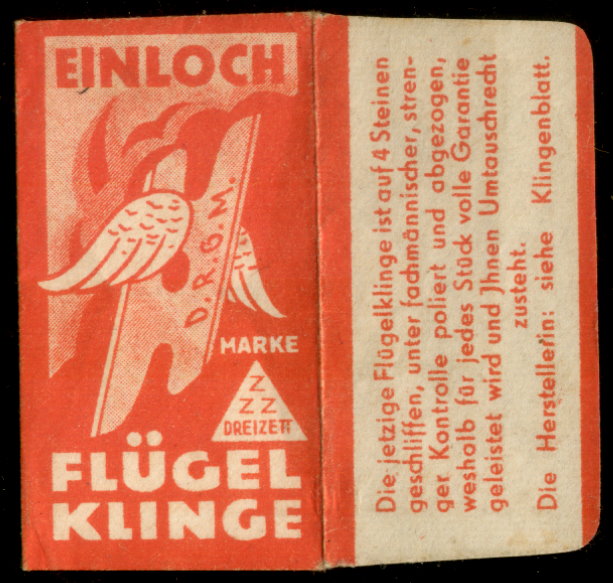 EINLOCH
D.R.G.M.
MARKE
Z
ZZ
DREIZETT
FLÜGEL
KLINGE
Die jetzige Flügelklinge ist auf 4 Steinen
geschliffen, unter fachmännischer, stren-
ger Kontrolle poliert und abgezogen,
weshalb für jedes Stück volle Garantie
geleistet wird und Jhnen Umtauschrecht
zusteht.
Die Herstellerin: siehe Klingenblatt.